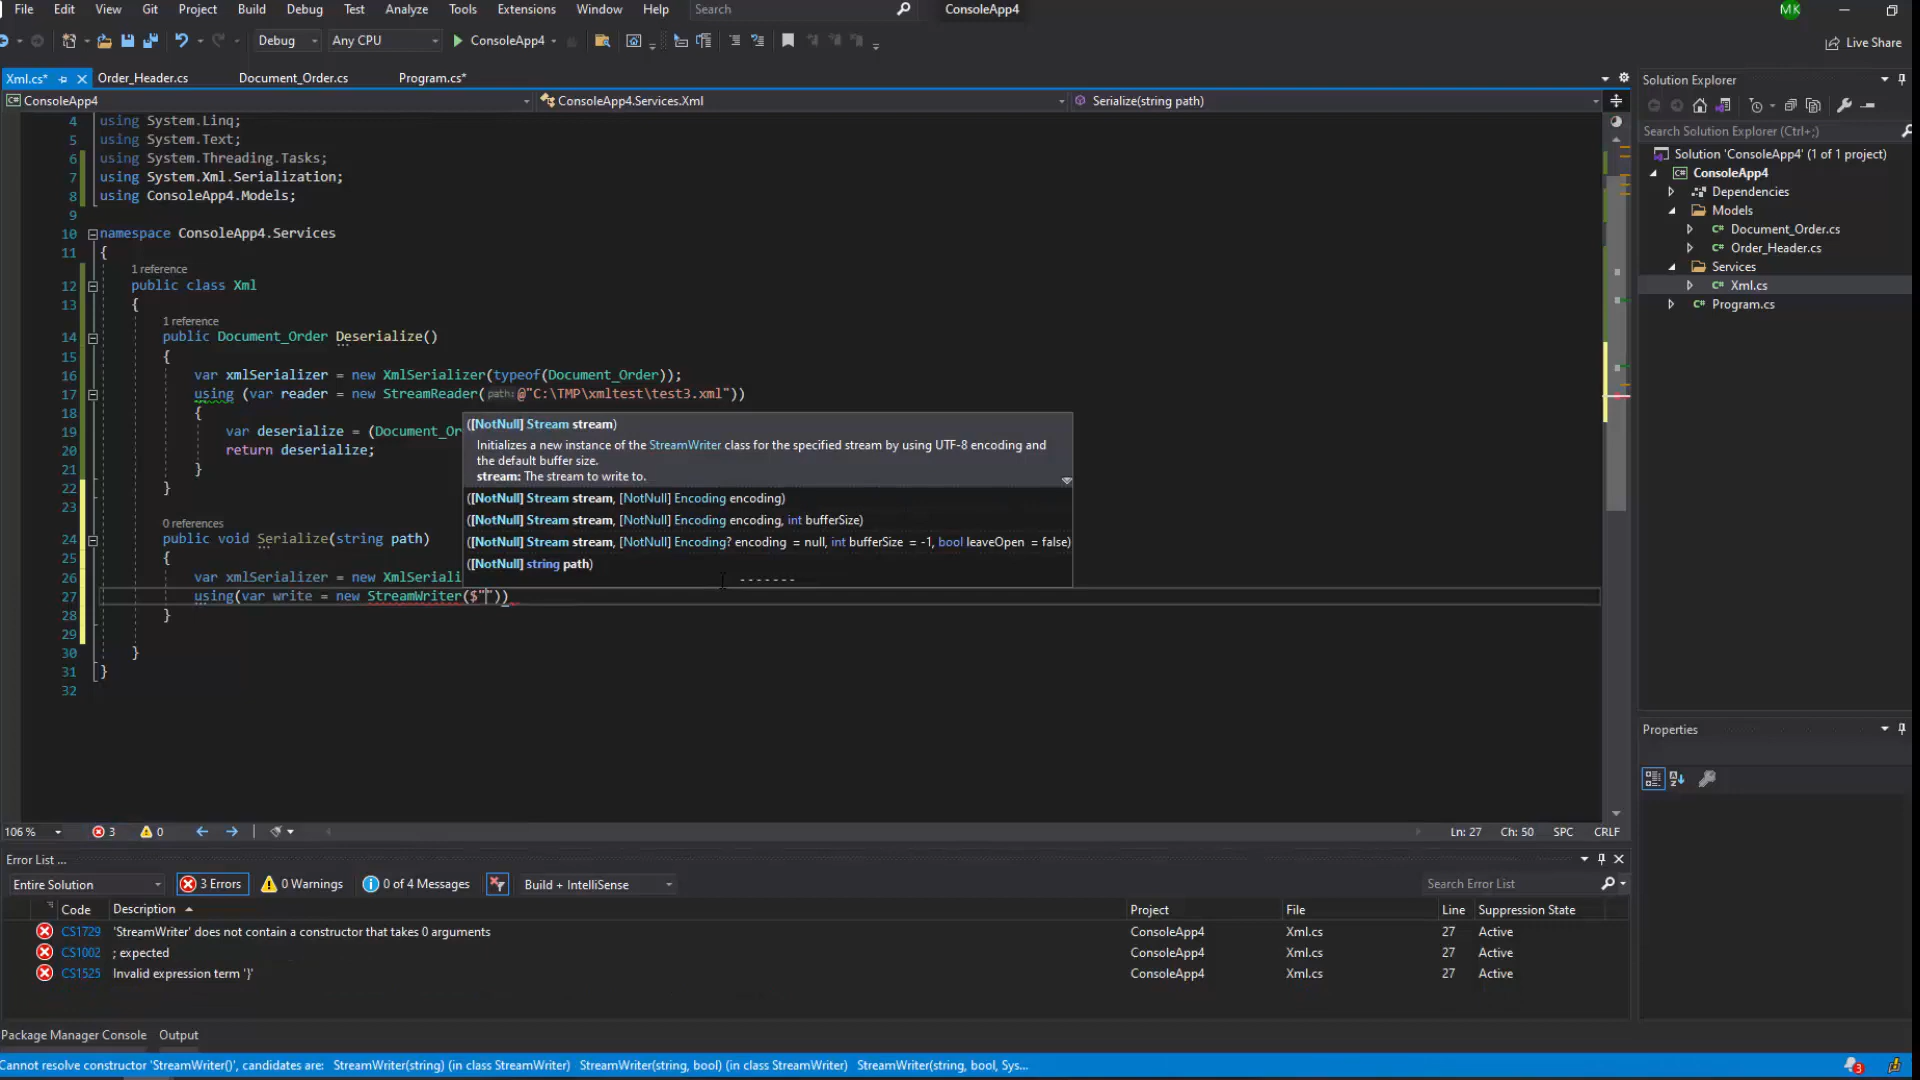 File Edit View Git Project Build Debug Test Analyze Tools Extensions Window Help Search ConsoleApp4 MK
Debug Any CPU ConsoleApp4 Live Share
Xml.cs* Order_Header.cs Document_Order.cs Program.cs*
ConsoleApp4 ConsoleApp4.Services.Xml Serialize(string path)
4 using System.Linq;
5 using System.Text;
6 using System.Threading.Tasks;
7 using System.Xml.Serialization;
8 using ConsoleApp4.Models;
9
10 namespace ConsoleApp4.Services
11 {
1 reference
12 public class Xml
13 {
1 reference
14 public Document_Order Deserialize()
15 {
16 var xmlSerializer = new XmlSerializer(typeof(Document_Order));
17 using (var reader = new StreamReader(path:@"C:\TMP\xmltest\test3.xml"))
18 {
19 var deserialize = (Document_Or
20 return deserialize;
21 }
22 }
23
0 references
24 public void Serialize(string path)
25 {
26 var xmlSerializer = new XmlSeriali
27 using(var write = new StreamWriter($""))
28 }
29
30 }
31 }
32
([NotNull] Stream stream)
Initializes a new instance of the StreamWriter class for the specified stream by using UTF-8 encoding and
the default buffer size.
stream: The stream to write to.
([NotNull] Stream stream, [NotNull] Encoding encoding)
([NotNull] Stream stream, [NotNull] Encoding encoding, int bufferSize)
([NotNull] Stream stream, [NotNull] Encoding? encoding = null, int bufferSize = -1, bool leaveOpen = false)
([NotNull] string path)
-------
Solution Explorer
Search Solution Explorer (Ctrl+;)
Solution 'ConsoleApp4' (1 of 1 project)
C# ConsoleApp4
Dependencies
Models
C# Document_Order.cs
C# Order_Header.cs
Services
C# Xml.cs
C# Program.cs
Properties
106 % 3 0 Ln: 27 Ch: 50 SPC CRLF
Error List ...
Entire Solution 3 Errors 0 Warnings 0 of 4 Messages Build + IntelliSense Search Error List
Code Description Project File Line Suppression State
CS1729 'StreamWriter' does not contain a constructor that takes 0 arguments ConsoleApp4 Xml.cs 27 Active
CS1002 ; expected ConsoleApp4 Xml.cs 27 Active
CS1525 Invalid expression term '}' ConsoleApp4 Xml.cs 27 Active
Package Manager Console Output
Cannot resolve constructor 'StreamWriter()', candidates are: StreamWriter(string) (in class StreamWriter) StreamWriter(string, bool) (in class StreamWriter) StreamWriter(string, bool, Sys... 3